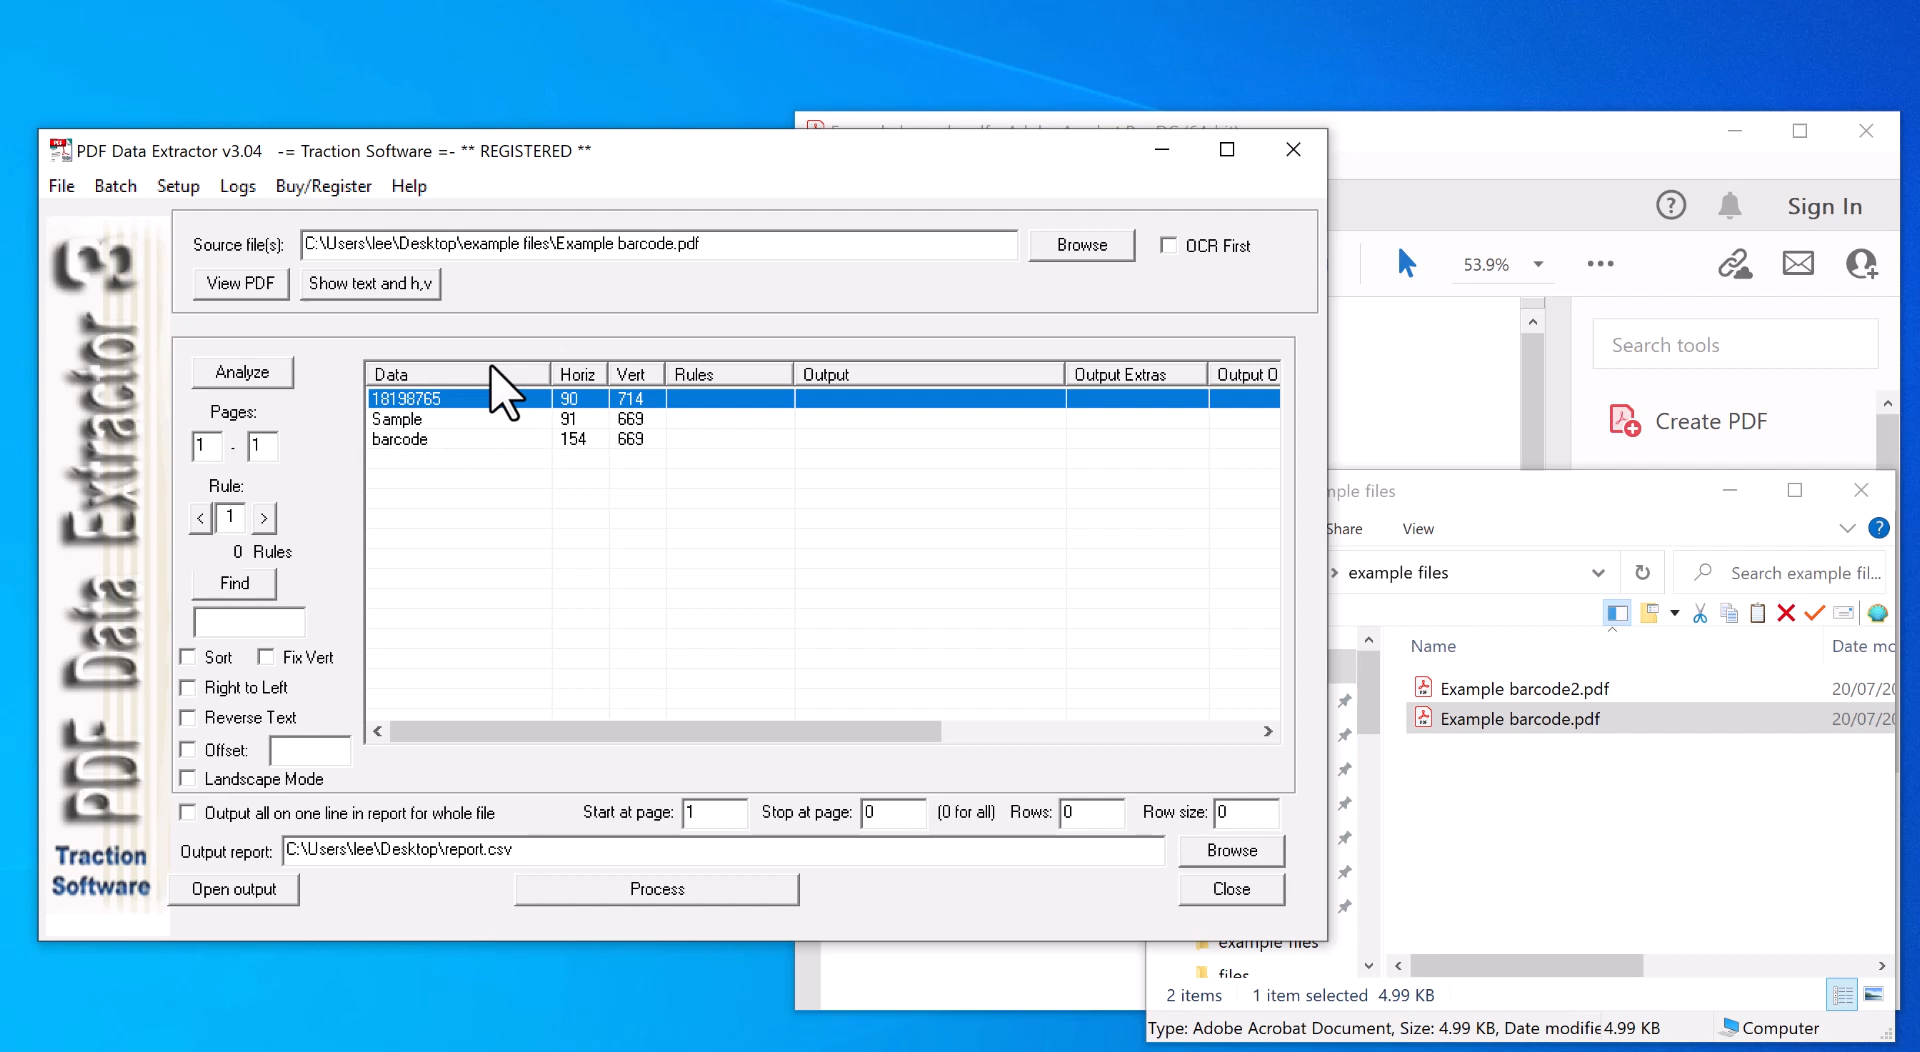 PDF Data Extractor v3.04 -= Traction Software =- ** REGISTERED **
File Batch Setup Logs Buy/Register Help
PDF Data Extractor 3
Traction
Software
Source file(s): C:\Users\lee\Desktop\example files\Example barcode.pdf Browse OCR First
View PDF Show text and h,v
Analyze
Pages:
1 - 1
Rule:
< 1 >
0 Rules
Find
Sort Fix Vert
Right to Left
Reverse Text
Offset:
Landscape Mode
Data Horiz Vert Rules Output Output Extras Output O
18198765 90 714
Sample 91 669
barcode 154 669
Output all on one line in report for whole file Start at page: 1 Stop at page: 0 (0 for all) Rows: 0 Row size: 0
Output report: C:\Users\lee\Desktop\report.csv Browse
Open output Process Close
Sign In
53.9%
Search tools
Create PDF
mple files
Share View
example files Search example fil...
Name Date mo
Example barcode2.pdf 20/07/20
Example barcode.pdf 20/07/20
example files
files
2 items 1 item selected 4.99 KB
Type: Adobe Acrobat Document, Size: 4.99 KB, Date modifie 4.99 KB Computer